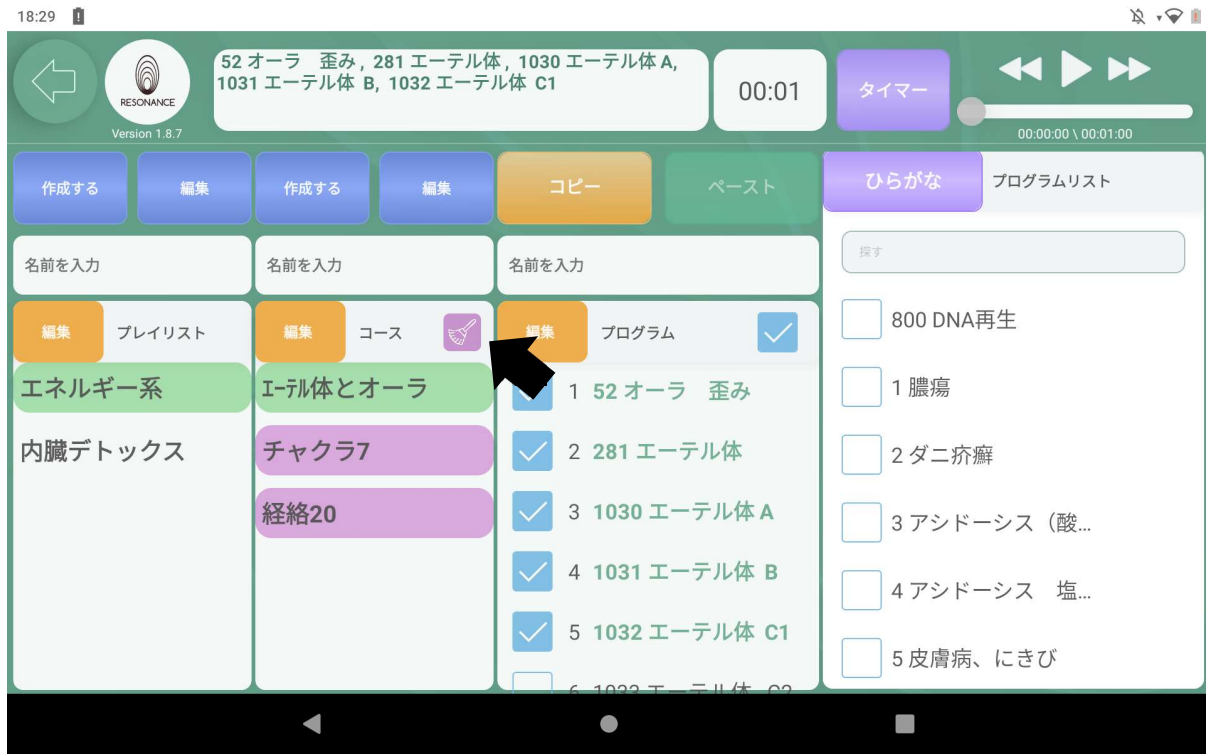 18:29
52 オーラ　歪み, 281 エーテル体, 1030 エーテル体 A,
1031 エーテル体 B, 1032 エーテル体 C1
00:01
タイマー
RESONANCE
Version 1.8.7
00:00:00 \ 00:01:00
作成する
編集
作成する
編集
コピー
ペースト
ひらがな
プログラムリスト
名前を入力
名前を入力
名前を入力
探す
編集
プレイリスト
編集
コース
編集
プログラム
エネルギー系
内臓デトックス
ｴｰﾃﾙ体とオーラ
チャクラ7
経絡20
1 52 オーラ　歪み
2 281 エーテル体
3 1030 エーテル体 A
4 1031 エーテル体 B
5 1032 エーテル体 C1
6 1033 エーテル体 C2
800 DNA再生
1 膿瘍
2 ダニ疥癬
3 アシドーシス（酸...
4 アシドーシス　塩...
5 皮膚病、にきび